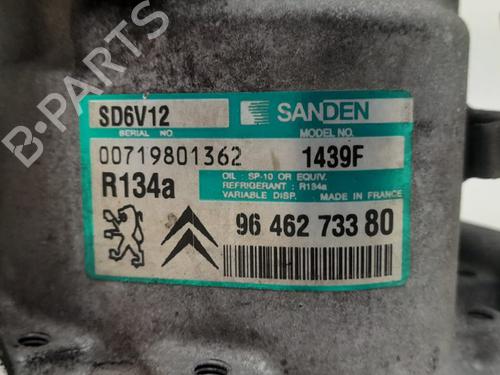 SD6V12 SANDEN
SERIAL NO. MODEL NO.
00719801362 1439F
R134a
OIL : SP-10 OR EQUIV.
REFRIGERANT : R134a
VARIABLE DISP. MADE IN FRANCE
96 462 733 80
B-PARTS